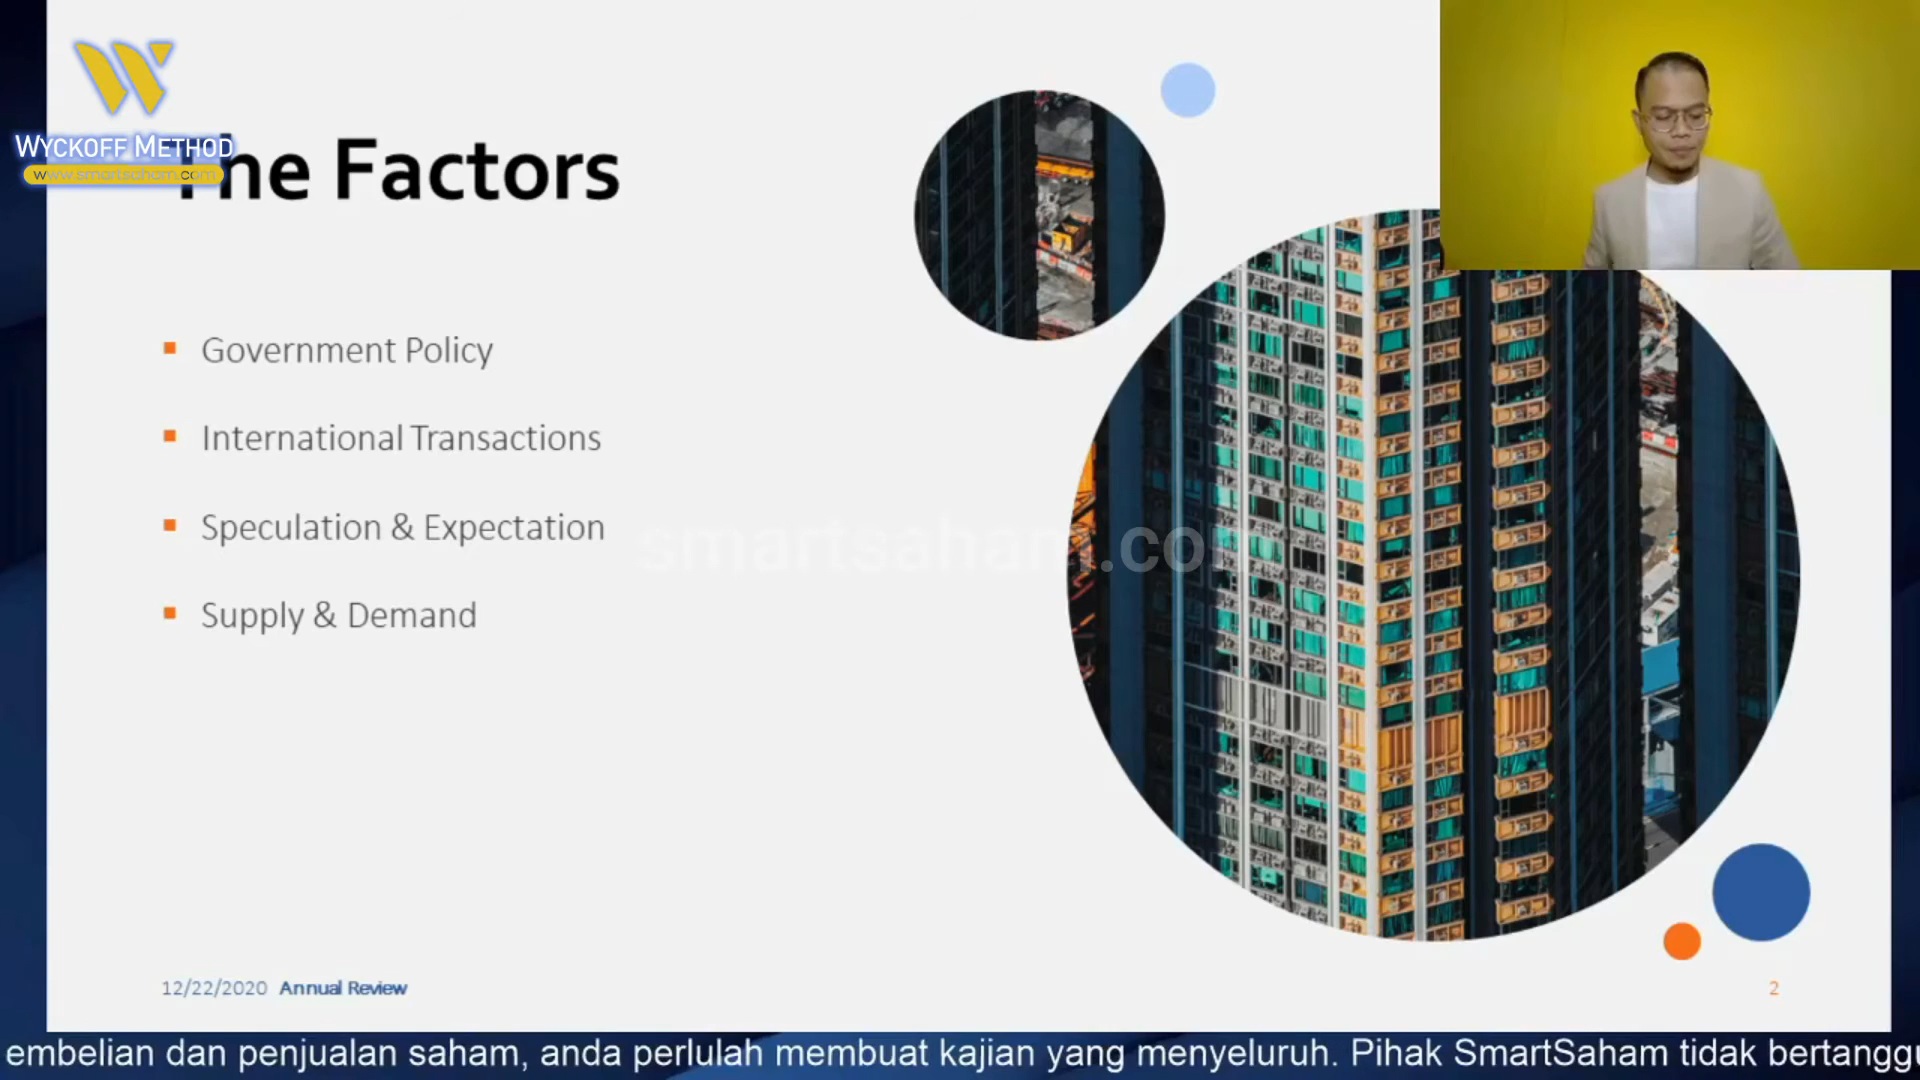 WYCKOFF METHOD
www.smartsaham.com
The Factors
Government Policy
International Transactions
Speculation & Expectation
Supply & Demand
smartsaham.com
12/22/2020 Annual Review
2
embelian dan penjualan saham, anda perlulah membuat kajian yang menyeluruh. Pihak SmartSaham tidak bertanggu